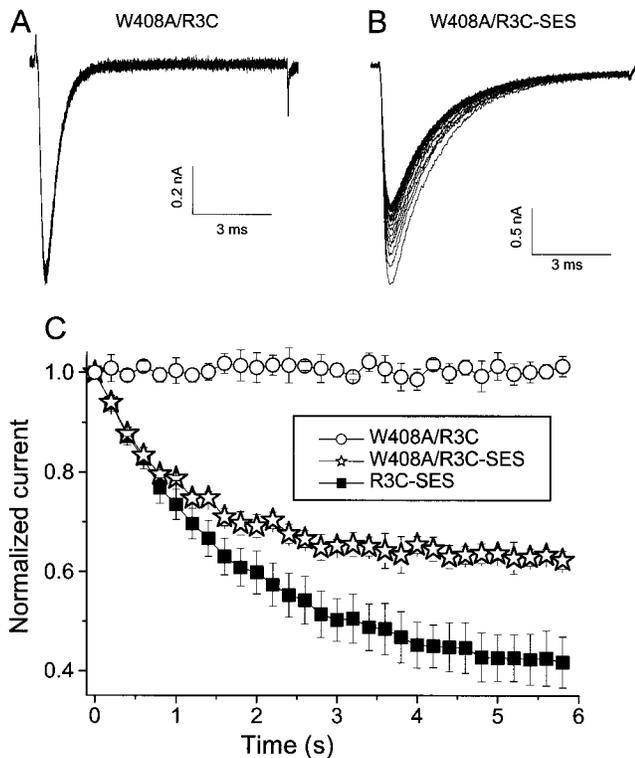 A
W408A/R3C
0.2 nA
3 ms
B
W408A/R3C-SES
0.5 nA
3 ms
C
Normalized current
1.0
0.8
0.6
0.4
W408A/R3C
W408A/R3C-SES
R3C-SES
0 1 2 3 4 5 6
Time (s)